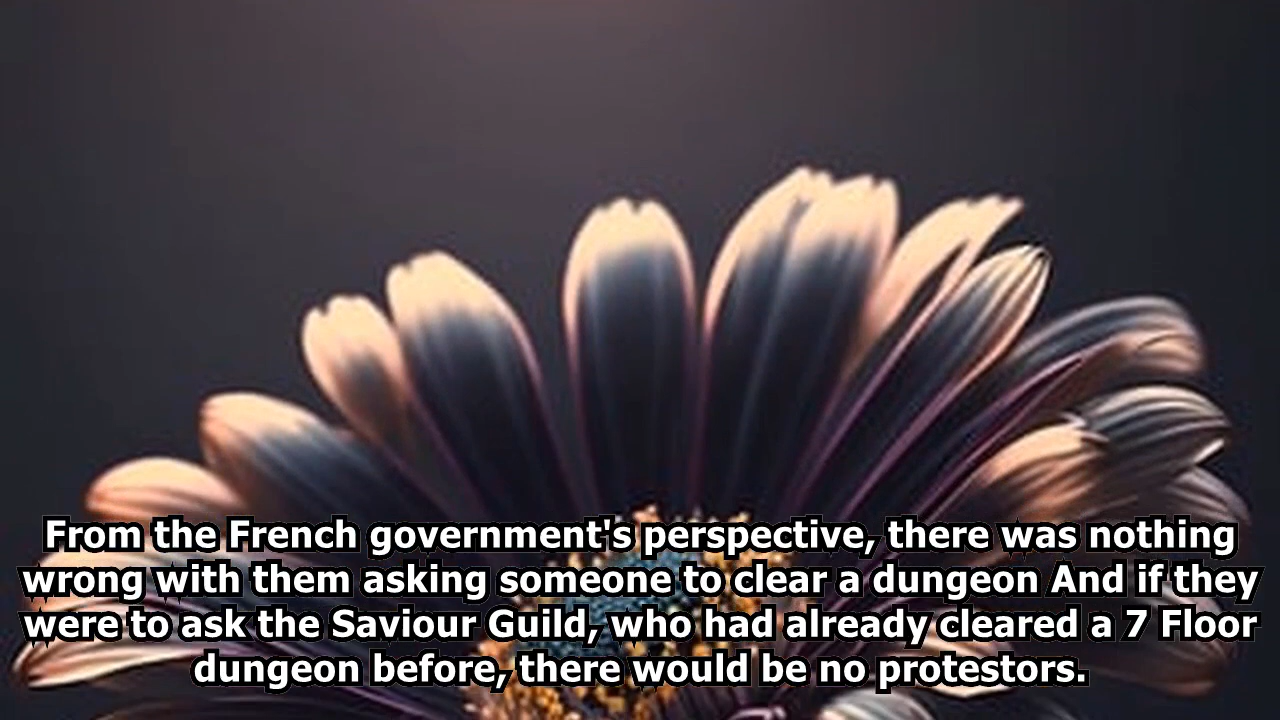 From the French government's perspective, there was nothing
wrong with them asking someone to clear a dungeon And if they
were to ask the Saviour Guild, who had already cleared a 7 Floor
dungeon before, there would be no protestors.